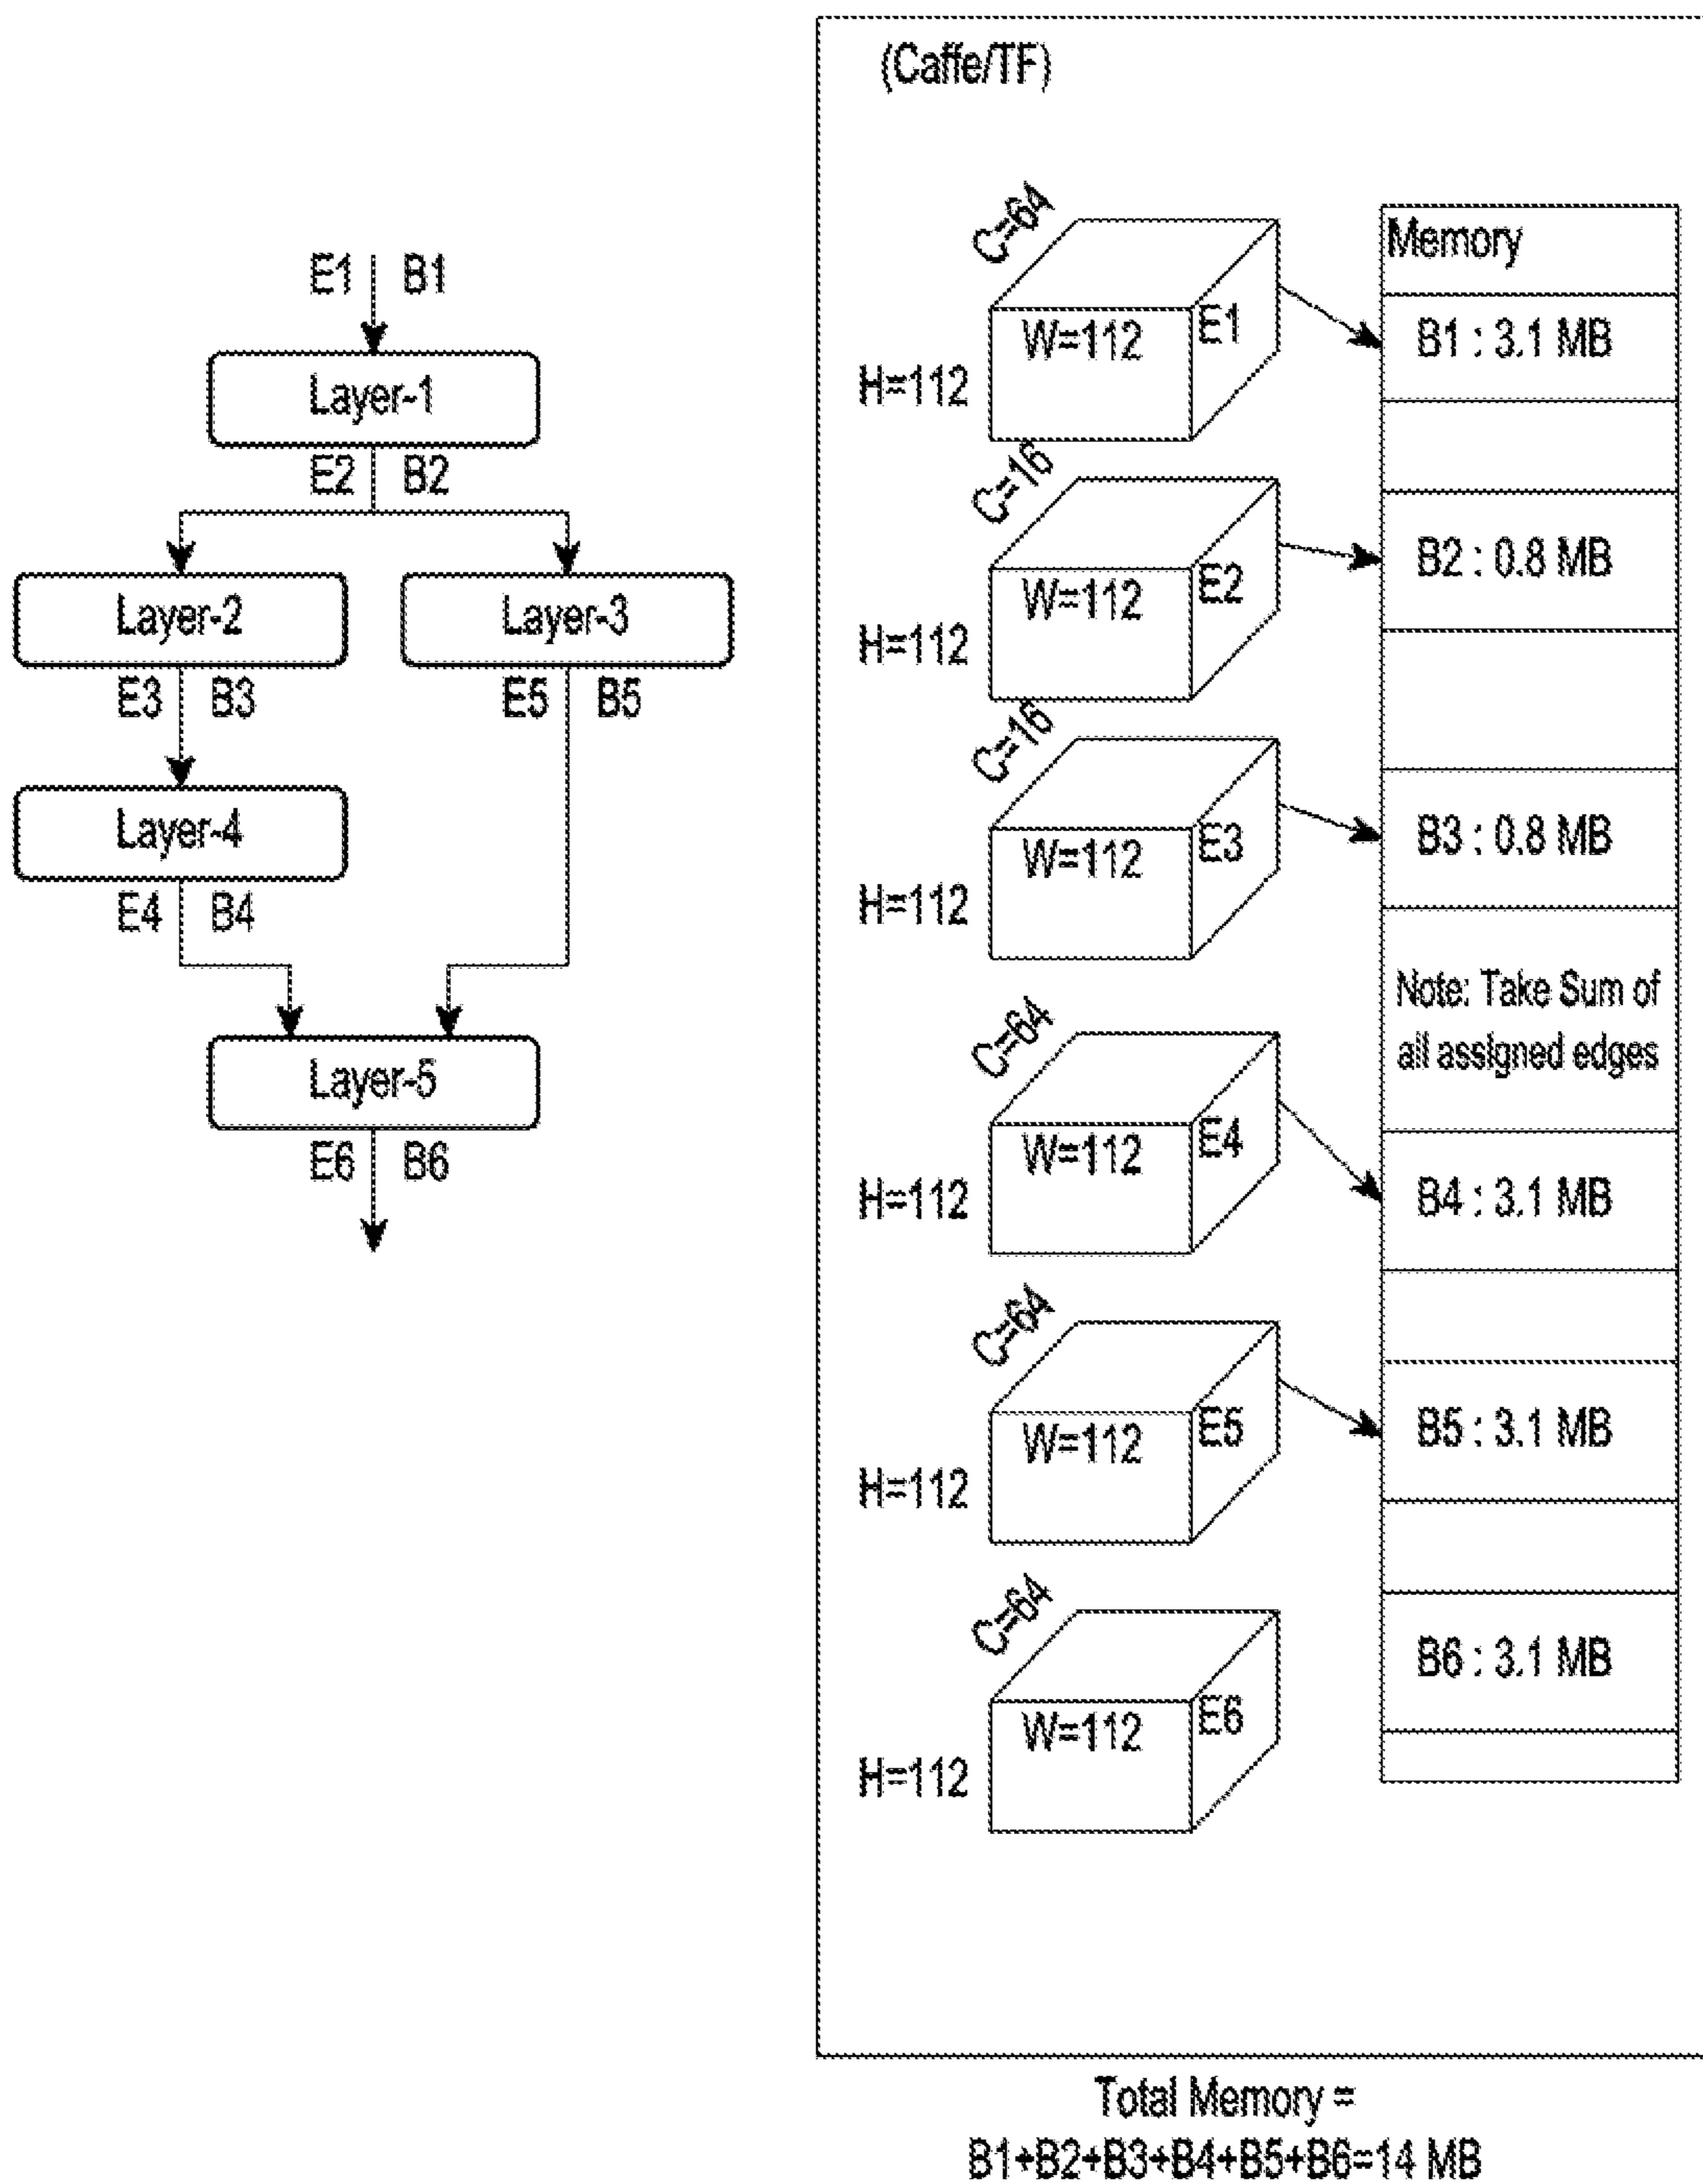 E1 B1
Layer-1
E2 B2
Layer-2 Layer-3
E3 B3 E5 B5
Layer-4
E4 B4
Layer-5
E6 B6
(Caffe/TF)
C=64
W=112
E1
H=112
C=16
W=112
E2
H=112
C=16
W=112
E3
H=112
C=64
W=112
E4
H=112
C=64
W=112
E5
H=112
C=64
W=112
E6
H=112
Memory
B1 : 3.1 MB
B2 : 0.8 MB
B3 : 0.8 MB
Note: Take Sum of
all assigned edges
B4 : 3.1 MB
B5 : 3.1 MB
B6 : 3.1 MB
Total Memory =
B1+B2+B3+B4+B5+B6=14 MB